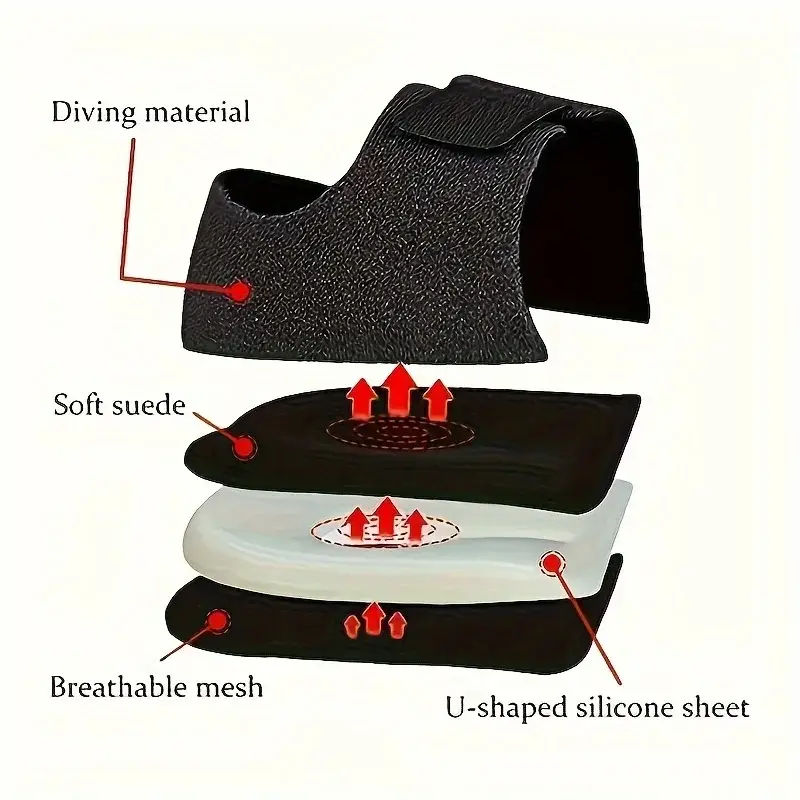 Diving material
Soft suede
Breathable mesh
U-shaped silicone sheet